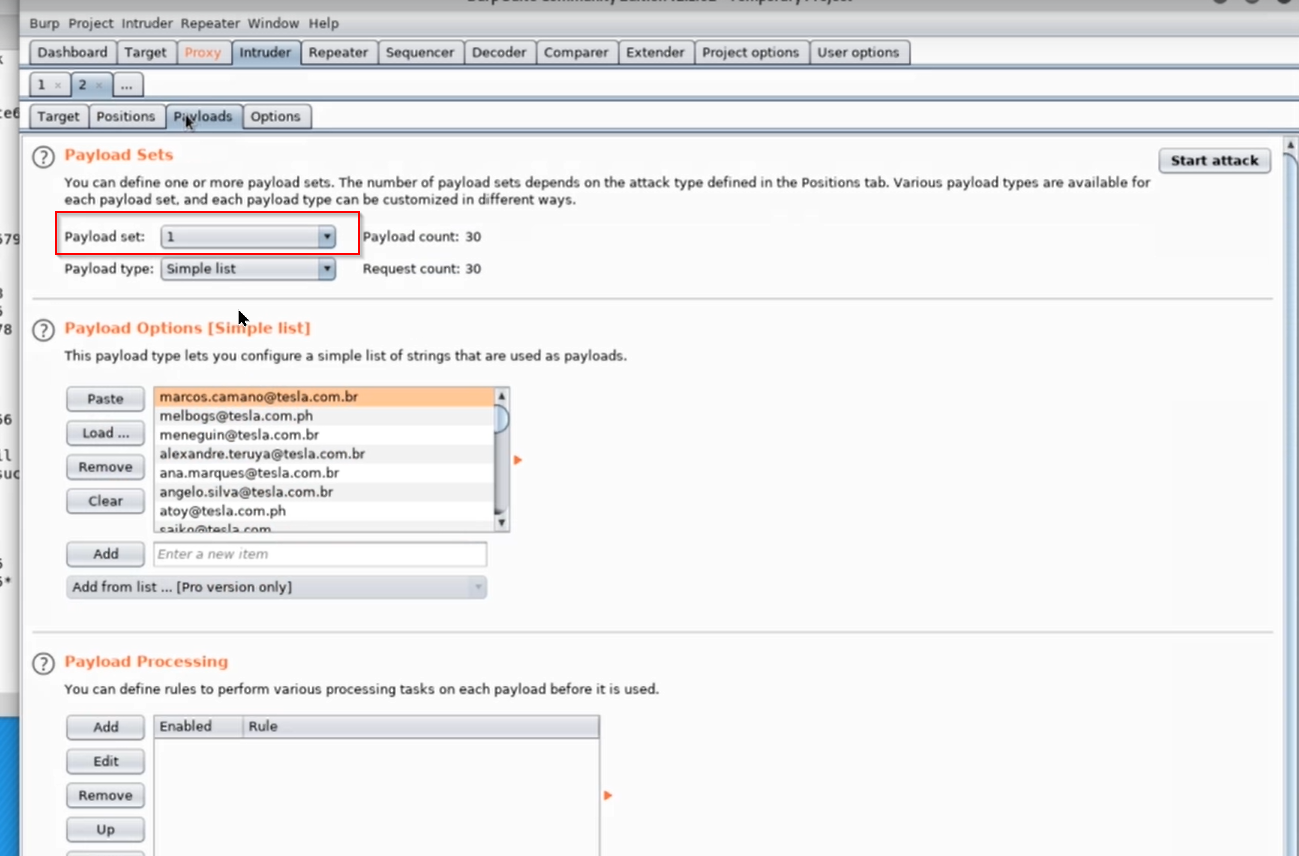 Burp Project Intruder Repeater Window Help
Dashboard Target Proxy Intruder Repeater Sequencer Decoder Comparer Extender Project options User options
1 × 2 × ...
Target Positions Payloads Options
? Payload Sets
Start attack
You can define one or more payload sets. The number of payload sets depends on the attack type defined in the Positions tab. Various payload types are available for
each payload set, and each payload type can be customized in different ways.
Payload set: 1 Payload count: 30
Payload type: Simple list Request count: 30
? Payload Options [Simple list]
This payload type lets you configure a simple list of strings that are used as payloads.
Paste
Load ...
Remove
Clear
marcos.camano@tesla.com.br
melbogs@tesla.com.ph
meneguin@tesla.com.br
alexandre.teruya@tesla.com.br
ana.marques@tesla.com.br
angelo.silva@tesla.com.br
atoy@tesla.com.ph
saiko@tesla.com
Add Enter a new item
Add from list ... [Pro version only]
? Payload Processing
You can define rules to perform various processing tasks on each payload before it is used.
Add
Edit
Remove
Up
Enabled Rule